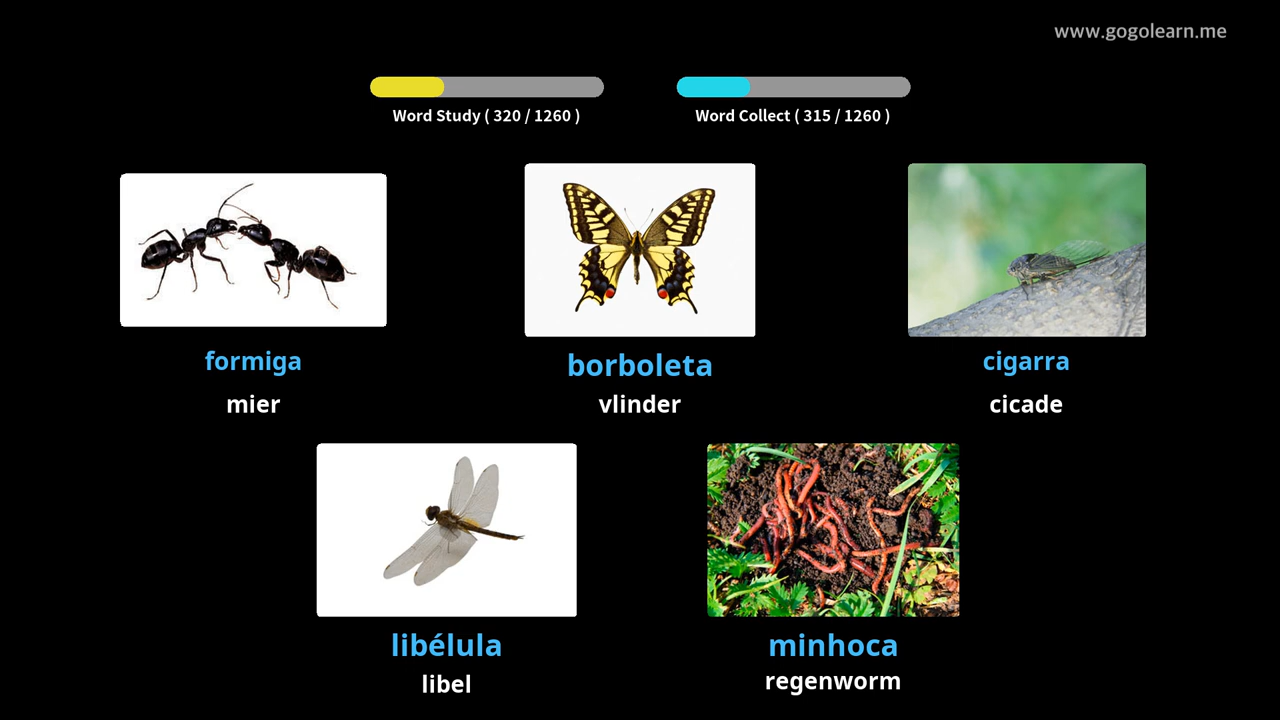 www.gogolearn.me
Word Study ( 320 / 1260 )
Word Collect ( 315 / 1260 )
formiga
mier
borboleta
vlinder
cigarra
cicade
libélula
libel
minhoca
regenworm